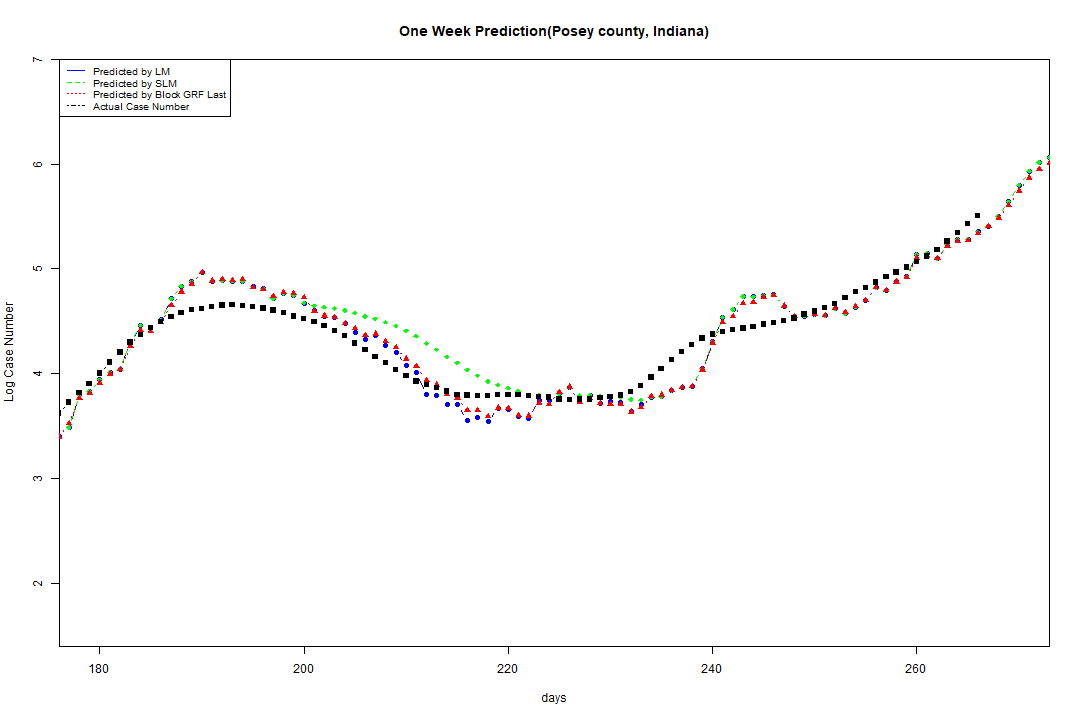 One Week Prediction(Posey county, Indiana)
Predicted by LM
Predicted by SLM
Predicted by Block GRF Last
Actual Case Number
7
6
5
4
3
2
Log Case Number
180 200 220 240 260
days